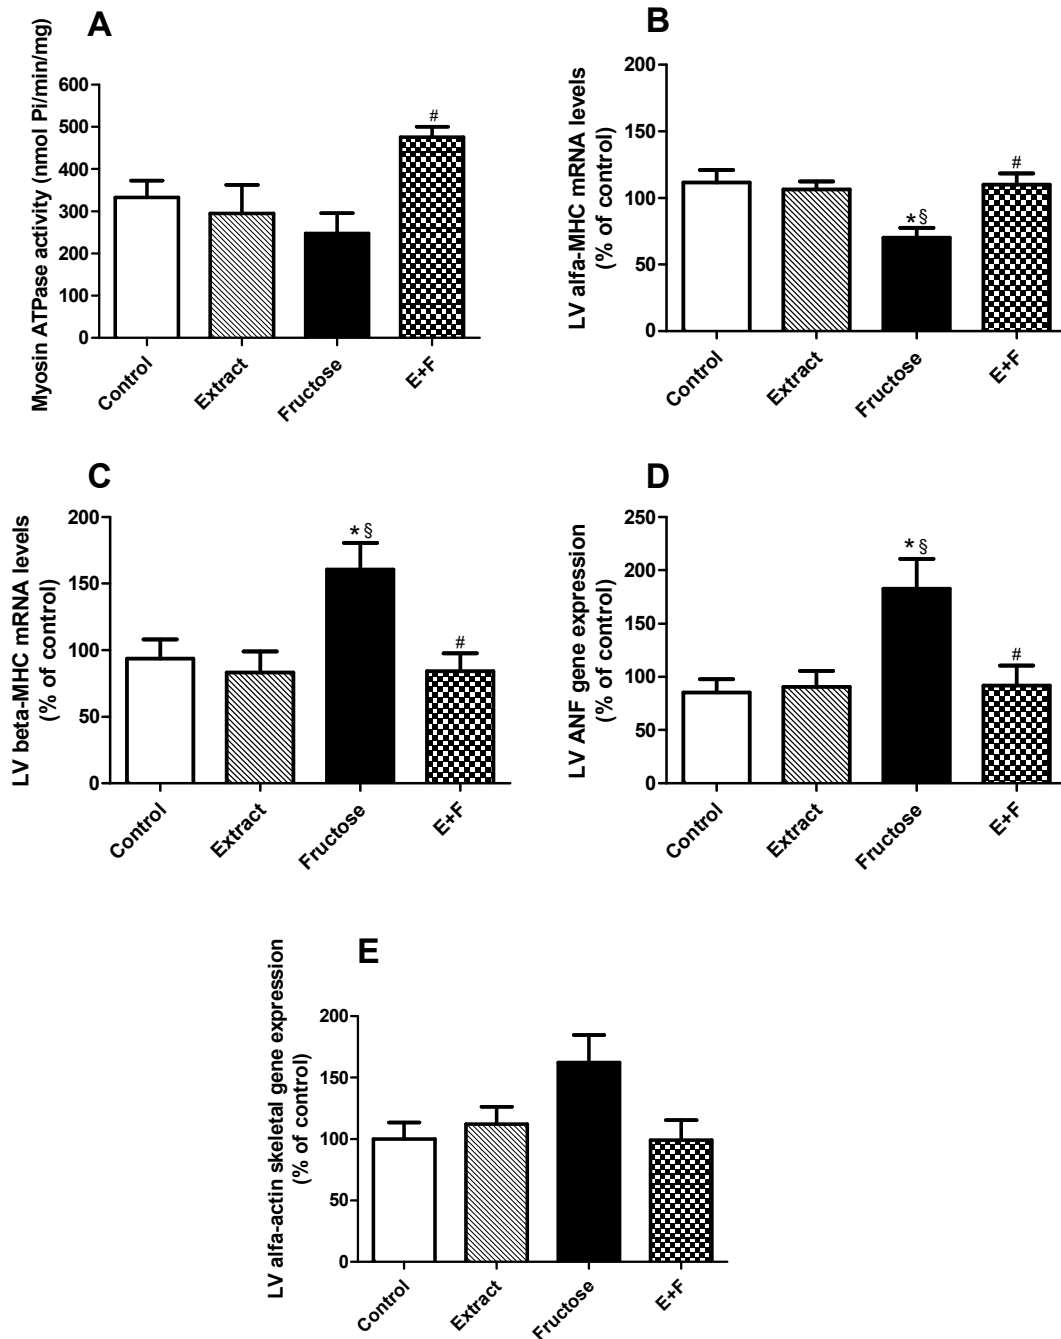 A
Myosin ATPase activity (nmol Pi/min/mg)
600
500
400
300
200
100
0
#
Control
Extract
Fructose
E+F
B
LV alfa-MHC mRNA levels
(% of control)
200
150
100
50
0
*§
#
Control
Extract
Fructose
E+F
C
LV beta-MHC mRNA levels
(% of control)
200
150
100
50
0
*§
#
Control
Extract
Fructose
E+F
D
LV ANF gene expression
(% of control)
250
200
150
100
50
0
*§
#
Control
Extract
Fructose
E+F
E
LV alfa-actin skeletal gene expression
(% of control)
200
150
100
50
0
Control
Extract
Fructose
E+F